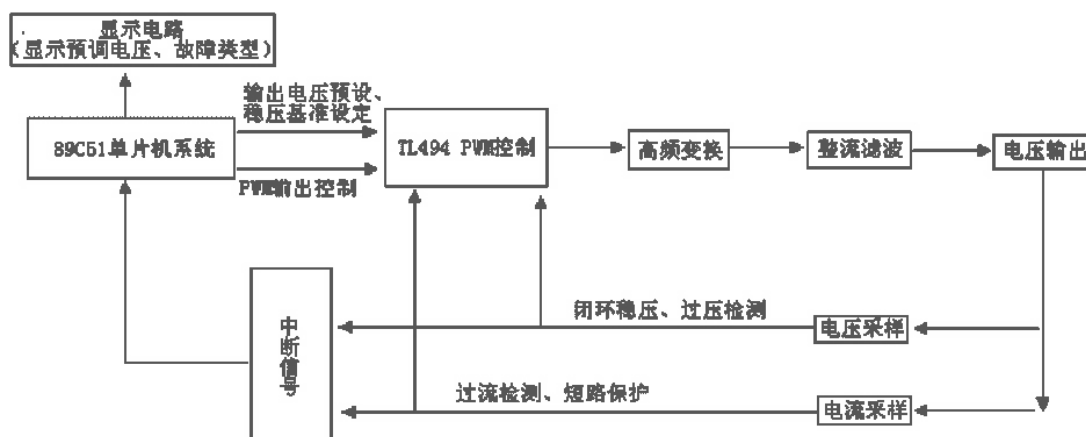 显示电路
（显示预调电压、故障类型）
输出电压预设、
稳压基准设定
89C51单片机系统
TL494 PWM控制
高频变换
整流滤波
电压输出
PWM输出控制
中断信号
闭环稳压、过压检测
电压采样
过流检测、短路保护
电流采样